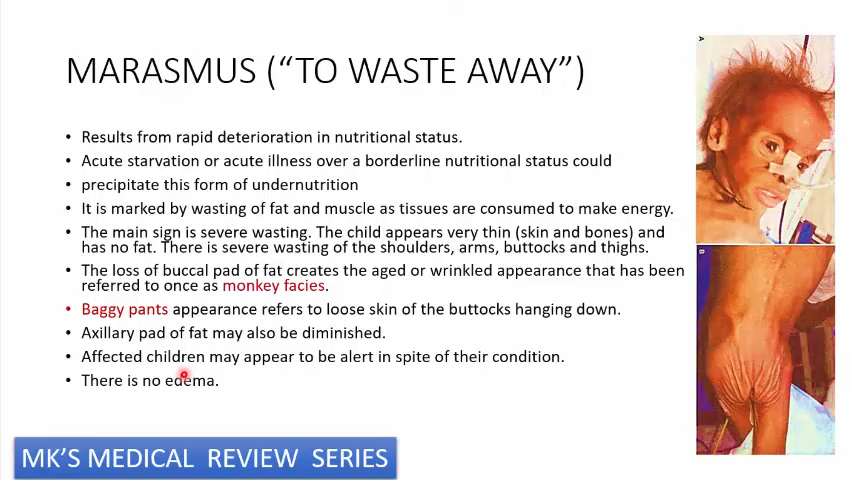 MARASMUS (“TO WASTE AWAY”)
• Results from rapid deterioration in nutritional status.
• Acute starvation or acute illness over a borderline nutritional status could
• precipitate this form of undernutrition
• It is marked by wasting of fat and muscle as tissues are consumed to make energy.
• The main sign is severe wasting. The child appears very thin (skin and bones) and
has no fat. There is severe wasting of the shoulders, arms, buttocks and thighs.
• The loss of buccal pad of fat creates the aged or wrinkled appearance that has been
referred to once as monkey facies.
• Baggy pants appearance refers to loose skin of the buttocks hanging down.
• Axillary pad of fat may also be diminished.
• Affected children may appear to be alert in spite of their condition.
• There is no edema.
A
B
MK’S MEDICAL REVIEW SERIES